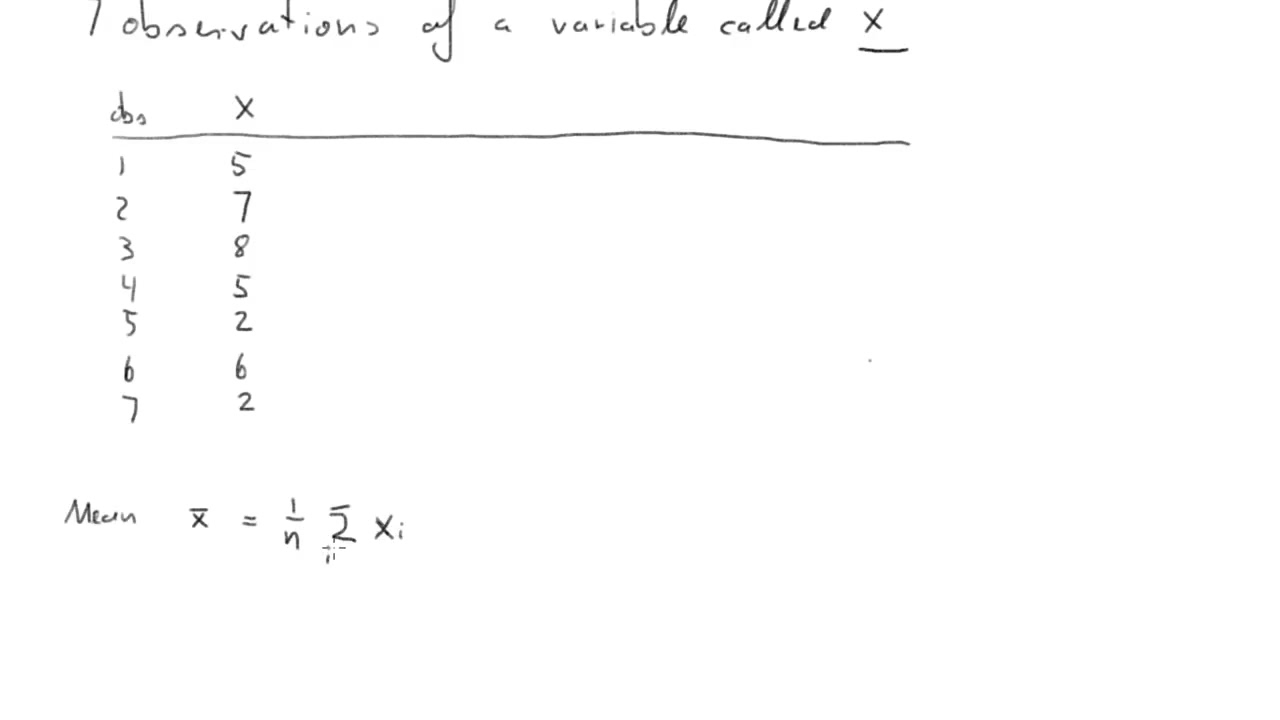 7 observations of a variable called x
obs X
1 5
2 7
3 8
4 5
5 2
6 6
7 2
Mean x̄ = 1/n Σ xi
i